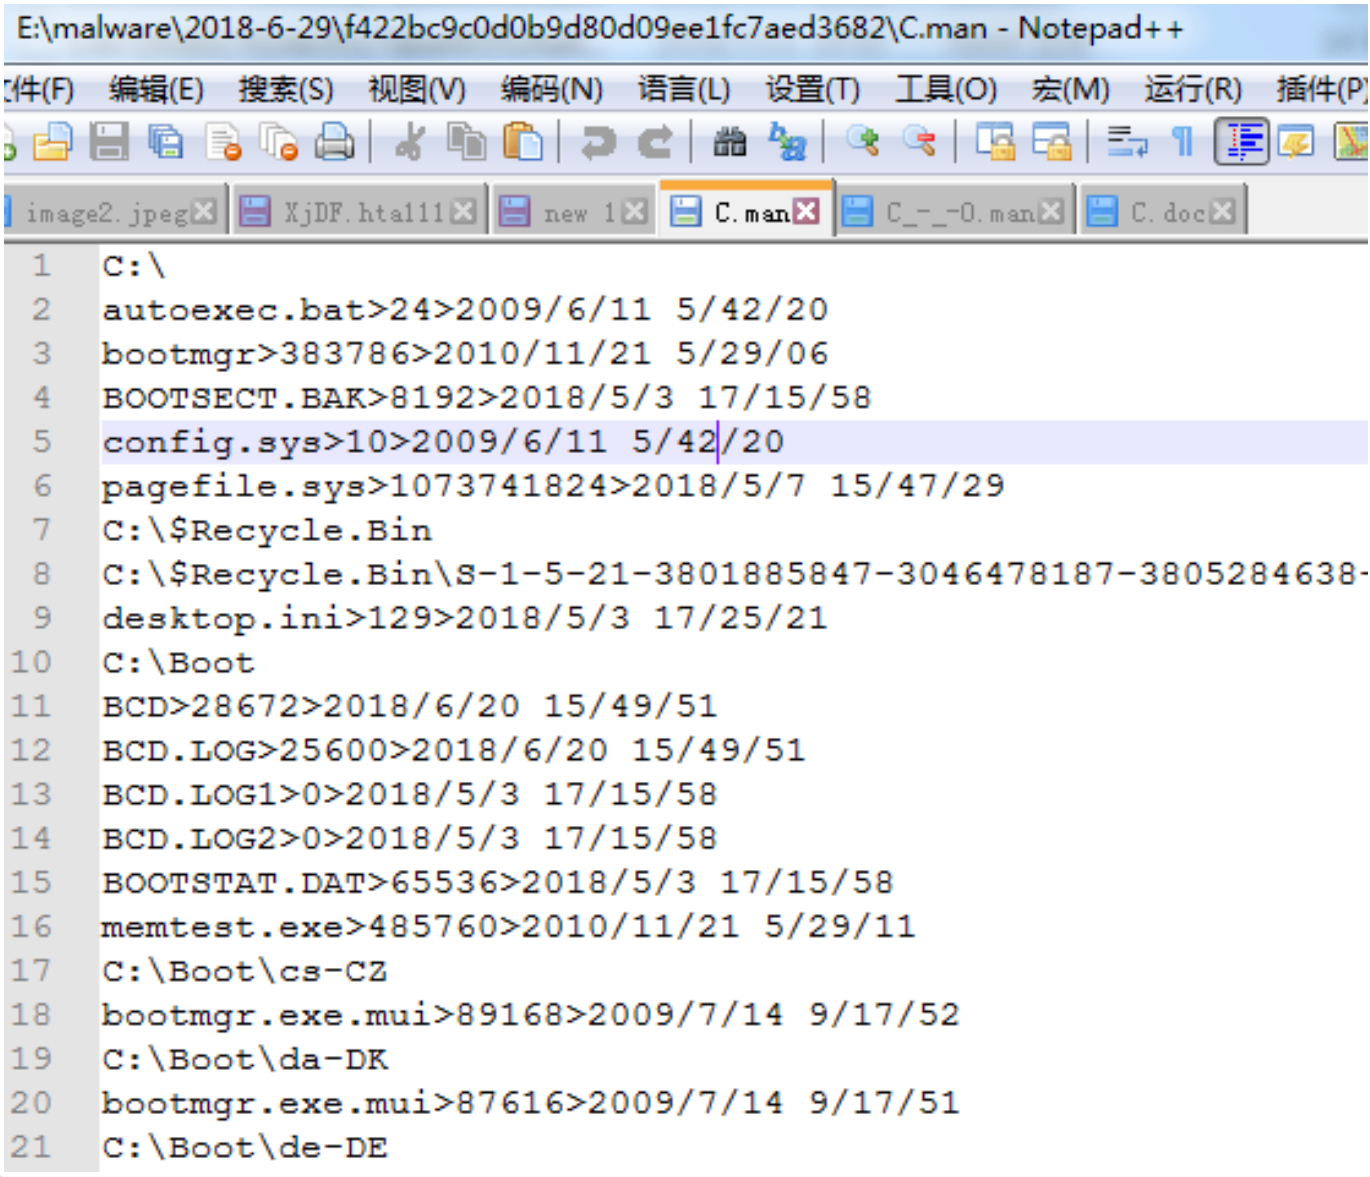 E:\malware\2018-6-29\f422bc9c0d0b9d80d09ee1fc7aed3682\C.man - Notepad++
件(F) 编辑(E) 搜索(S) 视图(V) 编码(N) 语言(L) 设置(T) 工具(O) 宏(M) 运行(R) 插件(P)
image2.jpeg XjDF.hta111 new 1 C.man C_-_-0.man C.doc
1 C:\
2 autoexec.bat>24>2009/6/11 5/42/20
3 bootmgr>383786>2010/11/21 5/29/06
4 BOOTSECT.BAK>8192>2018/5/3 17/15/58
5 config.sys>10>2009/6/11 5/42/20
6 pagefile.sys>1073741824>2018/5/7 15/47/29
7 C:\$Recycle.Bin
8 C:\$Recycle.Bin\S-1-5-21-3801885847-3046478187-3805284638-
9 desktop.ini>129>2018/5/3 17/25/21
10 C:\Boot
11 BCD>28672>2018/6/20 15/49/51
12 BCD.LOG>25600>2018/6/20 15/49/51
13 BCD.LOG1>0>2018/5/3 17/15/58
14 BCD.LOG2>0>2018/5/3 17/15/58
15 BOOTSTAT.DAT>65536>2018/5/3 17/15/58
16 memtest.exe>485760>2010/11/21 5/29/11
17 C:\Boot\cs-CZ
18 bootmgr.exe.mui>89168>2009/7/14 9/17/52
19 C:\Boot\da-DK
20 bootmgr.exe.mui>87616>2009/7/14 9/17/51
21 C:\Boot\de-DE